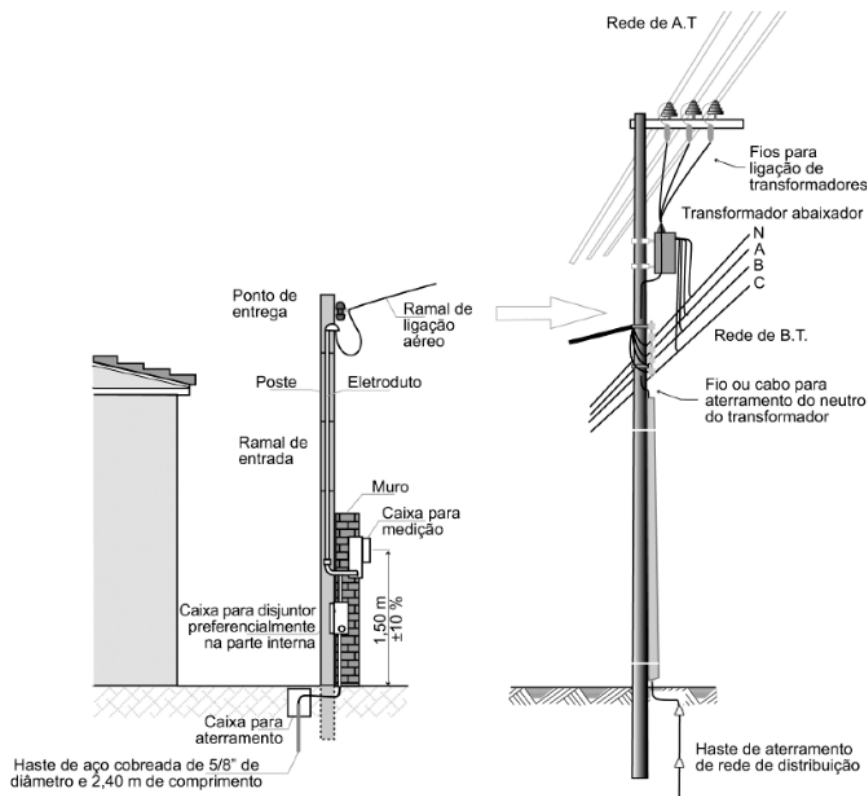 Rede de A.T
Fios para
ligação de
transformadores
Transformador abaixador
N
A
B
C
Ponto de
entrega
Ramal de
ligação
aéreo
Rede de B.T.
Poste
Eletroduto
Fio ou cabo para
aterramento do neutro
do transformador
Ramal de
entrada
Muro
Caixa para
medição
Caixa para disjuntor
preferencialmente
na parte interna
1,50 m
±10 %
Caixa para
aterramento
Haste de aço cobreada de 5/8" de
diâmetro e 2,40 m de comprimento
Haste de aterramento
de rede de distribuição